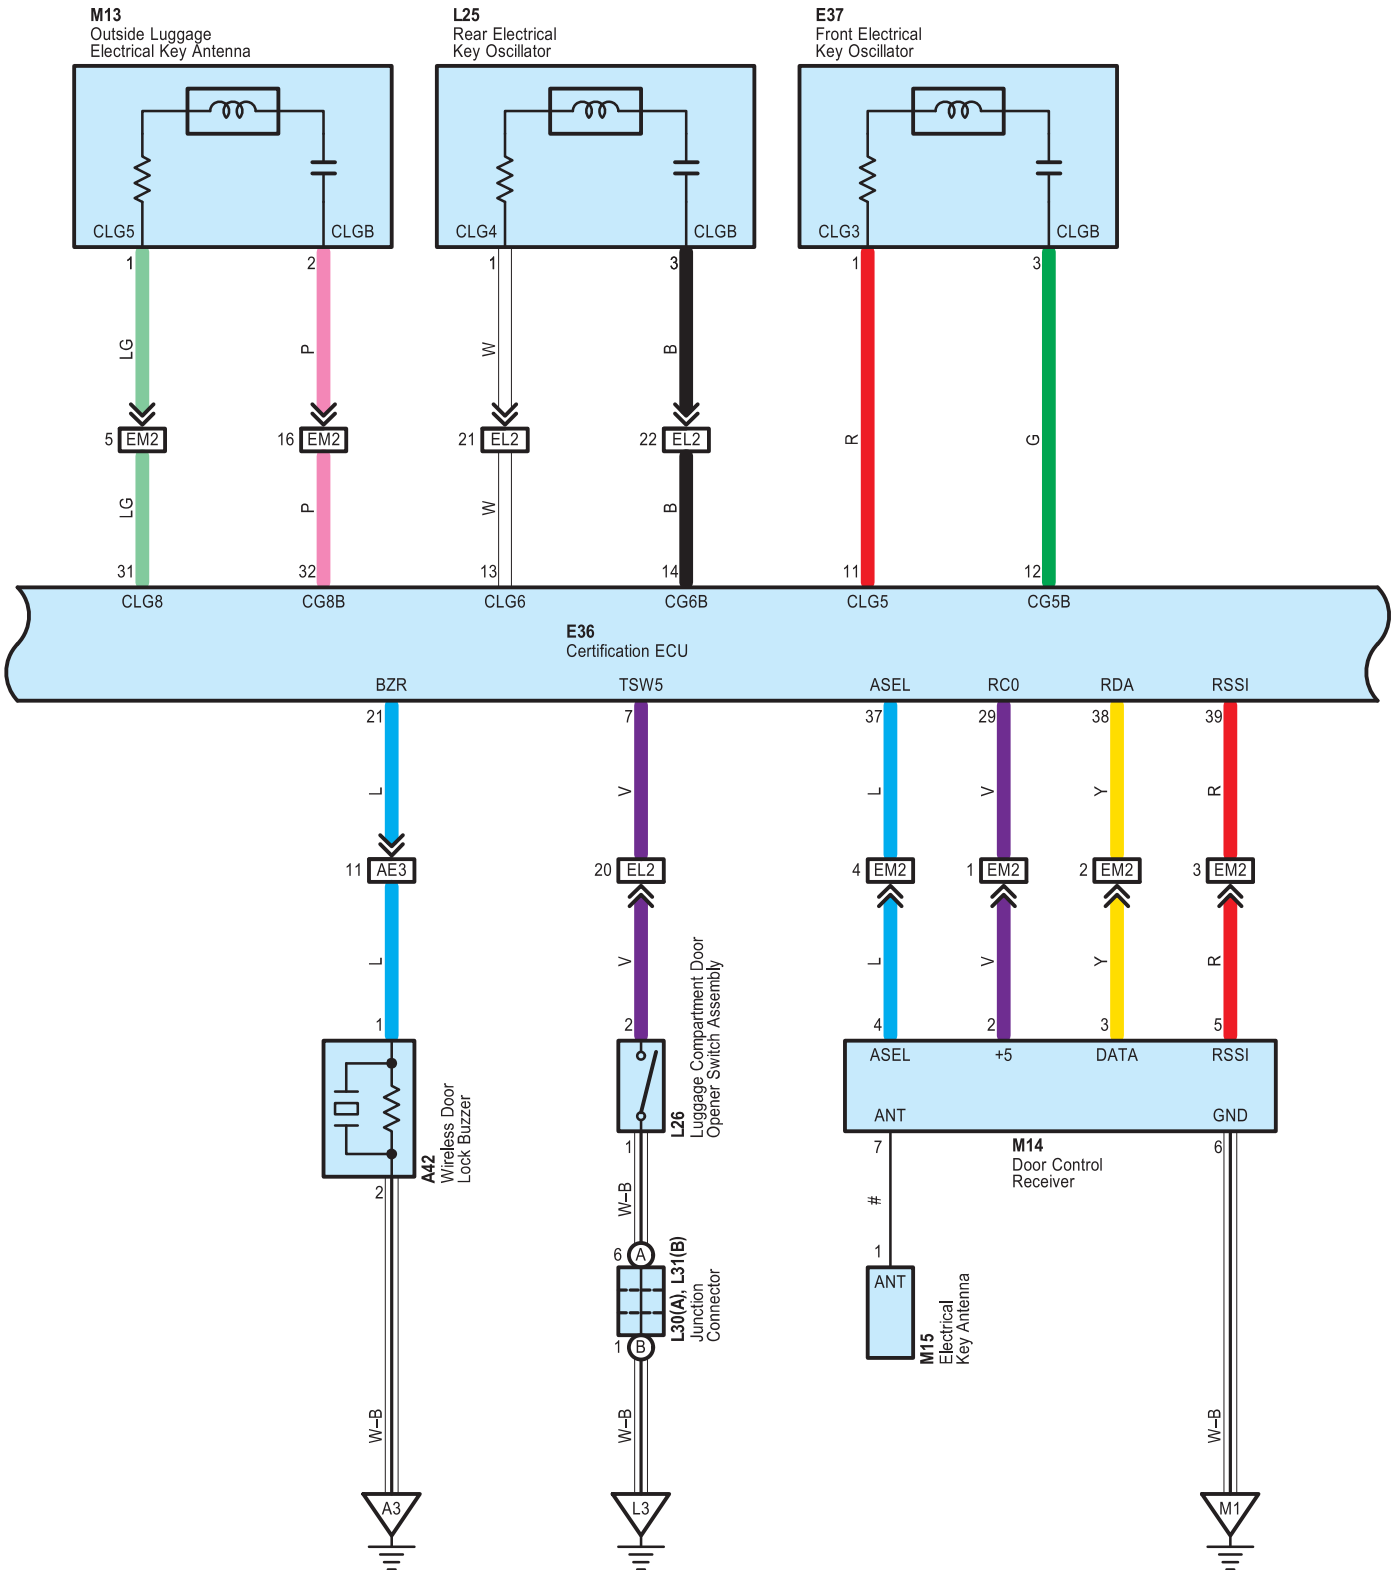 M13
Outside Luggage
Electrical Key Antenna
L25
Rear Electrical
Key Oscillator
E37
Front Electrical
Key Oscillator
CLG5 CLGB CLG4 CLGB CLG3 CLGB
1 2 1 3 1 3
LG P W B
5 EM2 16 EM2 21 EL2 22 EL2 R G
LG P W B
31 32 13 14 11 12
CLG8 CG8B CLG6 CG6B CLG5 CG5B
E36
Certification ECU
BZR TSW5 ASEL RC0 RDA RSSI
21 7 37 29 38 39
L V L V Y R
11 AE3 20 EL2 4 EM2 1 EM2 2 EM2 3 EM2
L V L V Y R
1 2 4 2 3 5
ASEL +5 DATA RSSI
ANT GND
A42
Wireless Door
Lock Buzzer
L26
Luggage Compartment Door
Opener Switch Assembly
M14
Door Control
Receiver
2 1 7 6
W–B #
6 A 1
L30(A), L31(B)
Junction
Connector
ANT
M15
Electrical
Key Antenna
1 B
W–B W–B W–B
A3 L3 M1